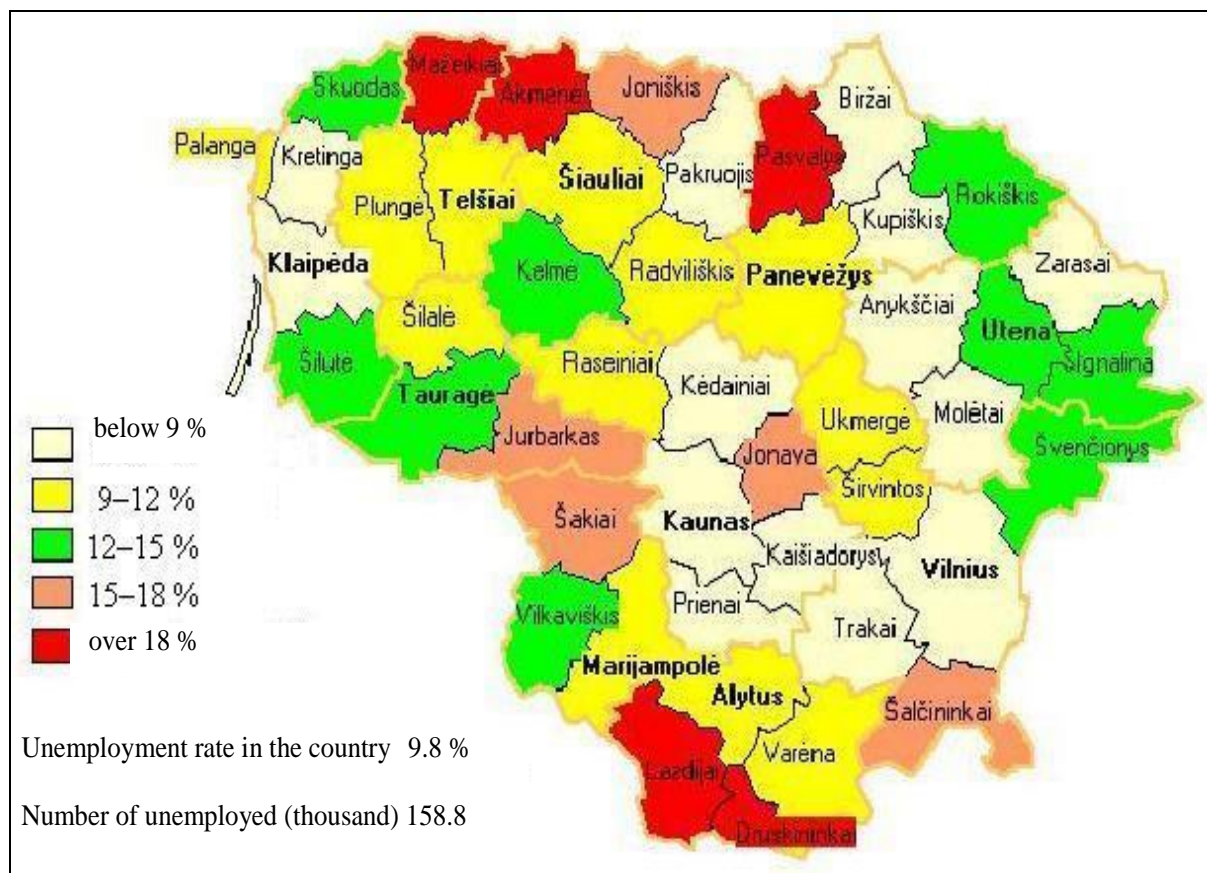 Skuodas
Mažeikiai
Akmenė
Joniškis
Biržai
Palanga
Kretinga
Pakruojis
Pasvalys
Rokiškis
Plungė
Telšiai
Šiauliai
Kupiškis
Zarasai
Klaipėda
Kelmė
Radviliškis
Panevėžys
Anykščiai
Šilalė
Utena
Ignalina
Šilutė
Tauragė
Raseiniai
Kėdainiai
Ukmergė
Molėtai
Švenčionys
Jurbarkas
Jonava
Širvintos
Šakiai
Kaunas
Kaišiadorys
Vilnius
Vilkaviškis
Prienai
Trakai
Marijampolė
Alytus
Šalčininkai
Varėna
Lazdijai
Druskininkai
below 9 %
9–12 %
12–15 %
15–18 %
over 18 %
Unemployment rate in the country 9.8 %
Number of unemployed (thousand) 158.8